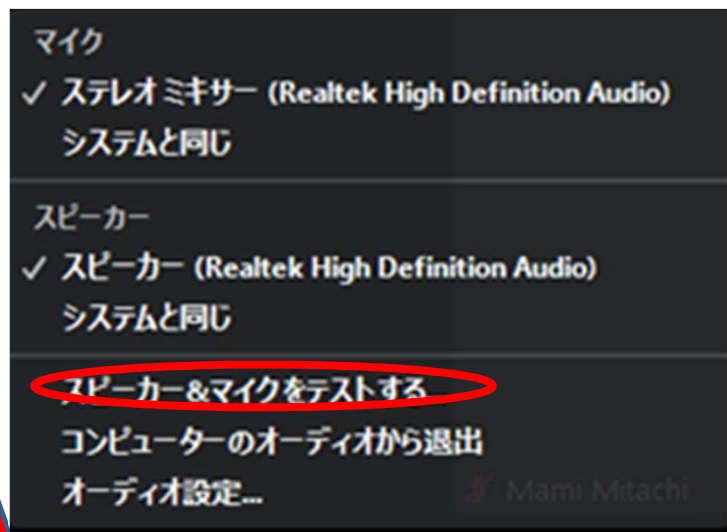 マイク
✓ ステレオ ミキサー (Realtek High Definition Audio)
システムと同じ
スピーカー
✓ スピーカー (Realtek High Definition Audio)
システムと同じ
スピーカー&マイクをテストする
コンピューターのオーディオから退出
オーディオ設定...
Mami Mitachi